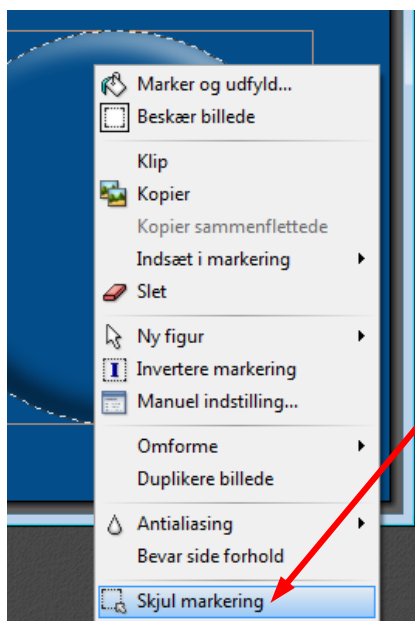 Marker og udfyld...
Beskær billede
Klip
Kopier
Kopier sammenflettede
Indsæt i markering
Slet
Ny figur
Invertere markering
Manuel indstilling...
Omforme
Duplikere billede
Antialiasing
Bevar side forhold
Skjul markering